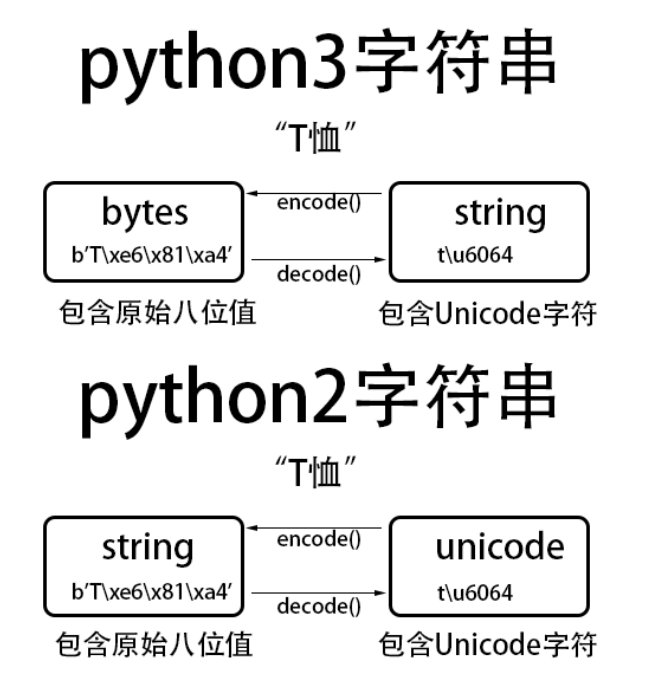 python3字符串
“T恤”
bytes
b'T\xe6\x81\xa4'
encode()
decode()
string
t\u6064
包含原始八位值
包含Unicode字符
python2字符串
“T恤”
string
b'T\xe6\x81\xa4'
encode()
decode()
unicode
t\u6064
包含原始八位值
包含Unicode字符